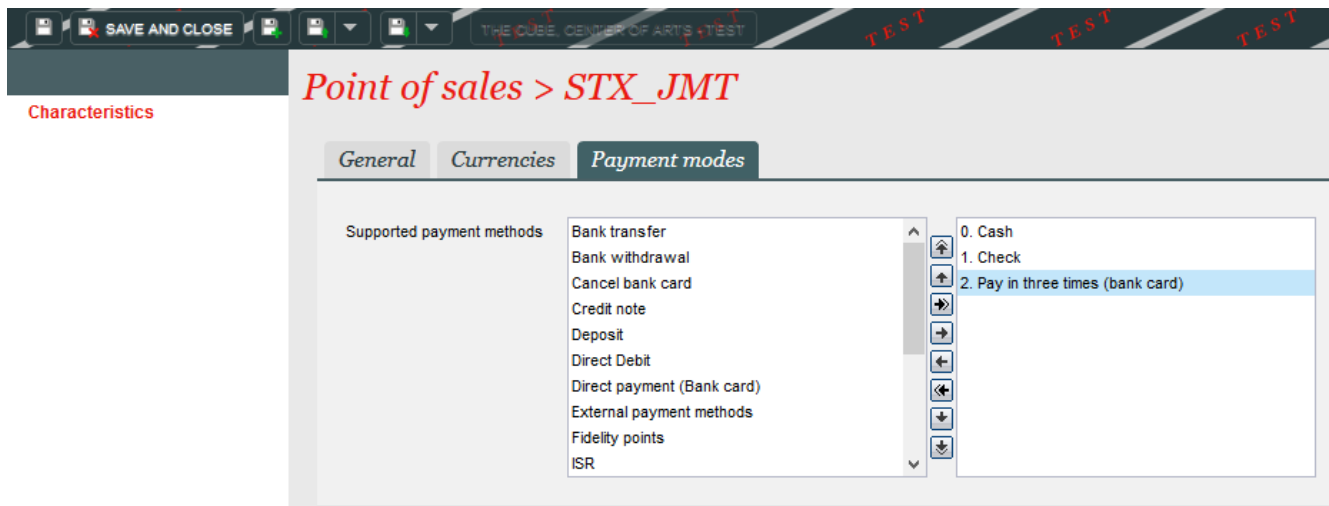 SAVE AND CLOSE
THE CUBE, CENTER OF ARTS - TEST
TEST
TEST
TEST
Point of sales > STX_JMT
Characteristics
General
Currencies
Payment modes
Supported payment methods
Bank transfer
Bank withdrawal
Cancel bank card
Credit note
Deposit
Direct Debit
Direct payment (Bank card)
External payment methods
Fidelity points
ISR
0. Cash
1. Check
2. Pay in three times (bank card)